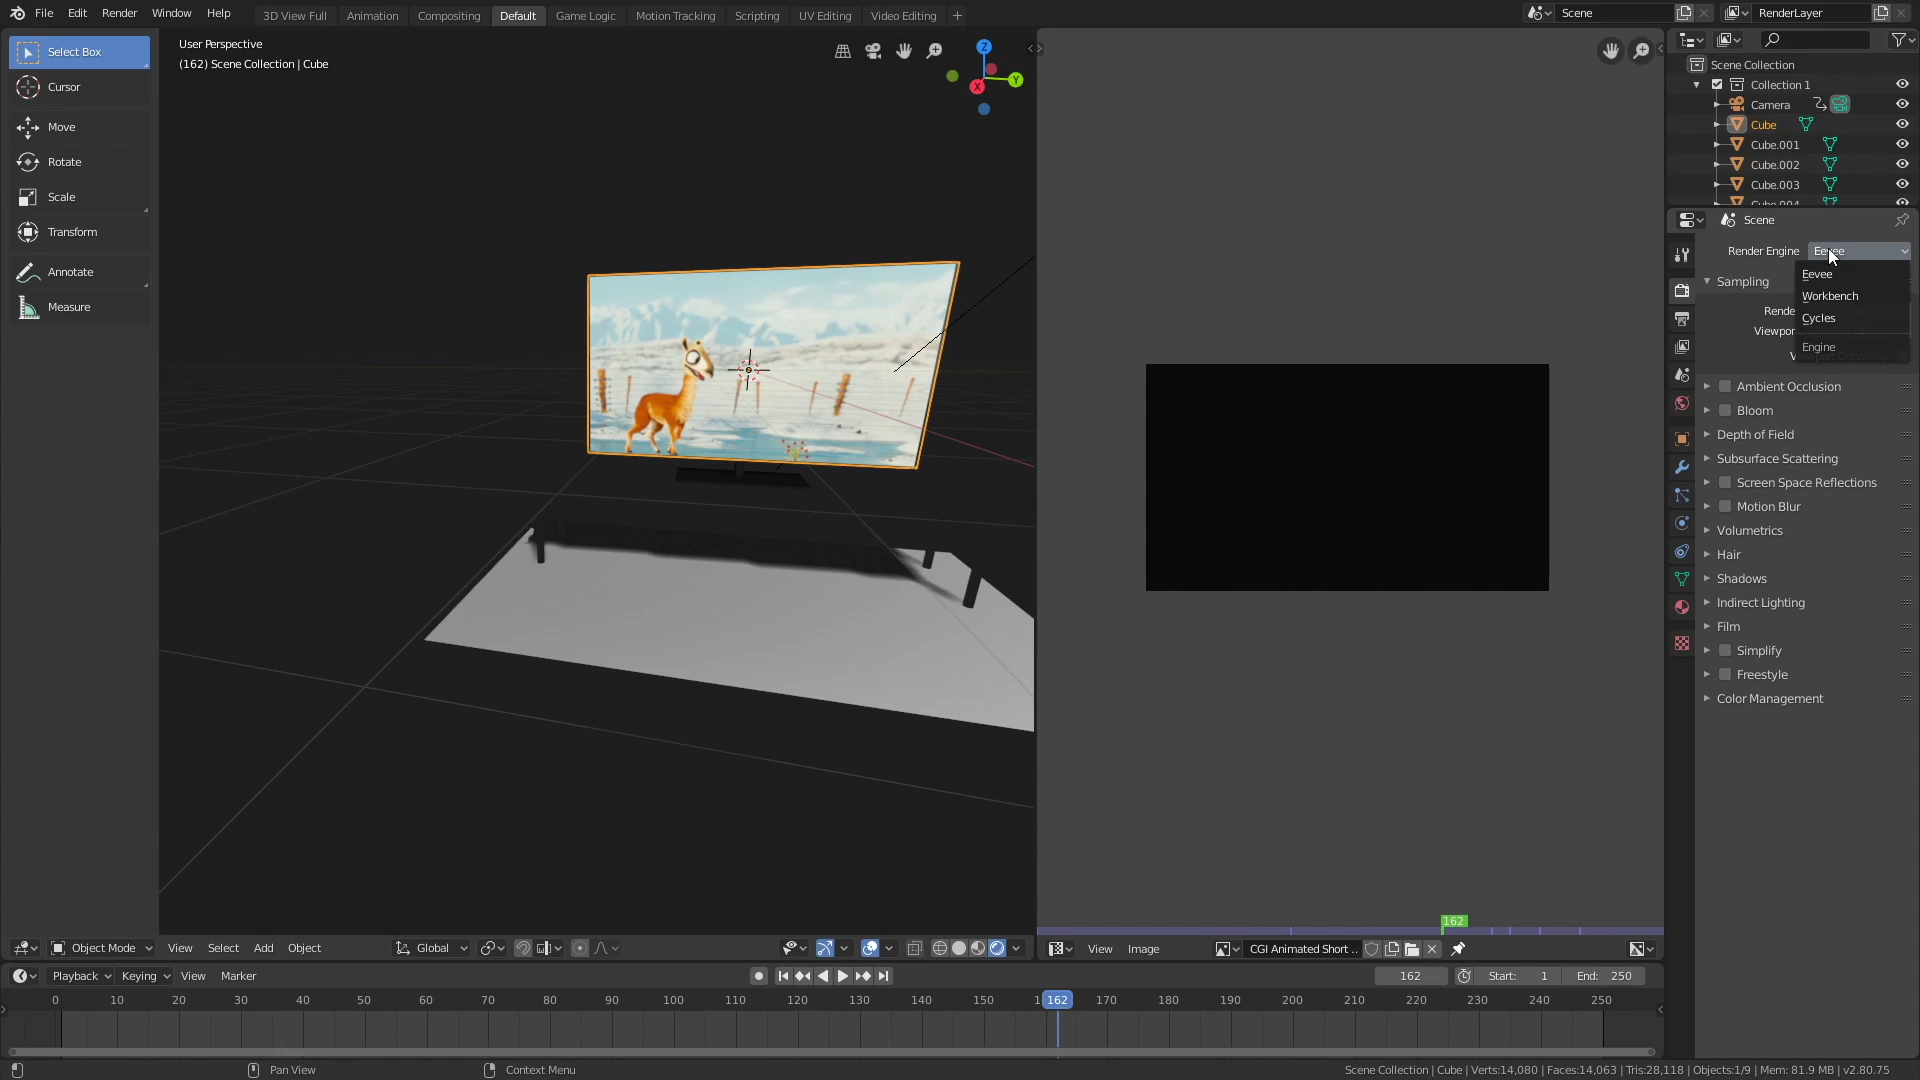 File Edit Render Window Help
3D View Full Animation Compositing Default Game Logic Motion Tracking Scripting UV Editing Video Editing +
Scene
RenderLayer
Select Box
Cursor
Move
Rotate
Scale
Transform
Annotate
Measure
User Perspective
(162) Scene Collection | Cube
Z
Y
X
Scene Collection
Collection 1
Camera
Cube
Cube.001
Cube.002
Cube.003
Cube.004
Scene
Render Engine Eevee
Eevee
Workbench
Cycles
Engine
Sampling
Rende
Viewpor
Ambient Occlusion
Bloom
Depth of Field
Subsurface Scattering
Screen Space Reflections
Motion Blur
Volumetrics
Hair
Shadows
Indirect Lighting
Film
Simplify
Freestyle
Color Management
162
Object Mode View Select Add Object Global
View Image CGI Animated Short ..
Playback Keying View Marker
162 Start: 1 End: 250
0 10 20 30 40 50 60 70 80 90 100 110 120 130 140 150 1 162 170 180 190 200 210 220 230 240 250
Pan View Context Menu
Scene Collection | Cube | Verts:14,080 | Faces:14,063 | Tris:28,118 | Objects:1/9 | Mem: 81.9 MB | v2.80.75